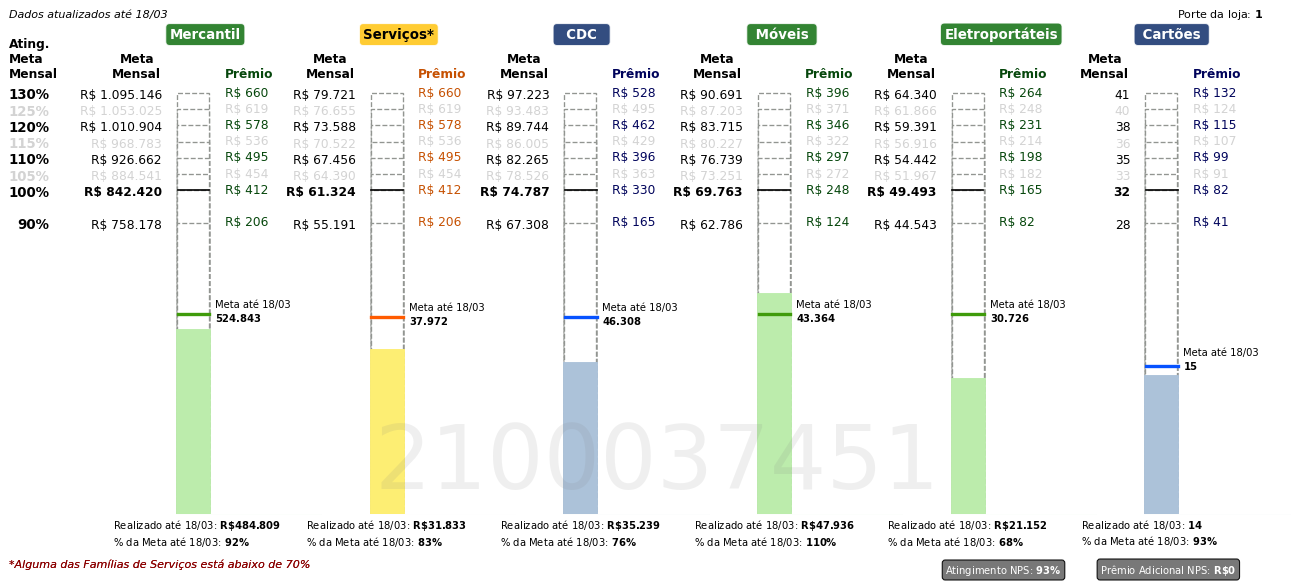 Dados atualizados até 18/03
Porte da loja: 1
Mercantil Serviços* CDC Móveis Eletroportáteis Cartões
Ating.
Meta Meta Meta Meta Meta Meta Meta
Mensal Mensal Prêmio Mensal Prêmio Mensal Prêmio Mensal Prêmio Mensal Prêmio Mensal Prêmio
130% R$ 1.095.146 R$ 660 R$ 79.721 R$ 660 R$ 97.223 R$ 528 R$ 90.691 R$ 396 R$ 64.340 R$ 264 41 R$ 132
125% R$ 1.053.025 R$ 619 R$ 76.655 R$ 619 R$ 93.483 R$ 495 R$ 87.203 R$ 371 R$ 61.866 R$ 248 40 R$ 124
120% R$ 1.010.904 R$ 578 R$ 73.588 R$ 578 R$ 89.744 R$ 462 R$ 83.715 R$ 346 R$ 59.391 R$ 231 38 R$ 115
115% R$ 968.783 R$ 536 R$ 70.522 R$ 536 R$ 86.005 R$ 429 R$ 80.227 R$ 322 R$ 56.916 R$ 214 36 R$ 107
110% R$ 926.662 R$ 495 R$ 67.456 R$ 495 R$ 82.265 R$ 396 R$ 76.739 R$ 297 R$ 54.442 R$ 198 35 R$ 99
105% R$ 884.541 R$ 454 R$ 64.390 R$ 454 R$ 78.526 R$ 363 R$ 73.251 R$ 272 R$ 51.967 R$ 182 33 R$ 91
100% R$ 842.420 R$ 412 R$ 61.324 R$ 412 R$ 74.787 R$ 330 R$ 69.763 R$ 248 R$ 49.493 R$ 165 32 R$ 82
90% R$ 758.178 R$ 206 R$ 55.191 R$ 206 R$ 67.308 R$ 165 R$ 62.786 R$ 124 R$ 44.543 R$ 82 28 R$ 41
Meta até 18/03 Meta até 18/03 Meta até 18/03 Meta até 18/03 Meta até 18/03
524.843 37.972 46.308 43.364 30.726
Meta até 18/03
15
2100037451
Realizado até 18/03: R$484.809 Realizado até 18/03: R$31.833 Realizado até 18/03: R$35.239 Realizado até 18/03: R$47.936 Realizado até 18/03: R$21.152 Realizado até 18/03: 14
% da Meta até 18/03: 92% % da Meta até 18/03: 83% % da Meta até 18/03: 76% % da Meta até 18/03: 110% % da Meta até 18/03: 68% % da Meta até 18/03: 93%
*Alguma das Famílias de Serviços está abaixo de 70%
Atingimento NPS: 93% Prêmio Adicional NPS: R$0